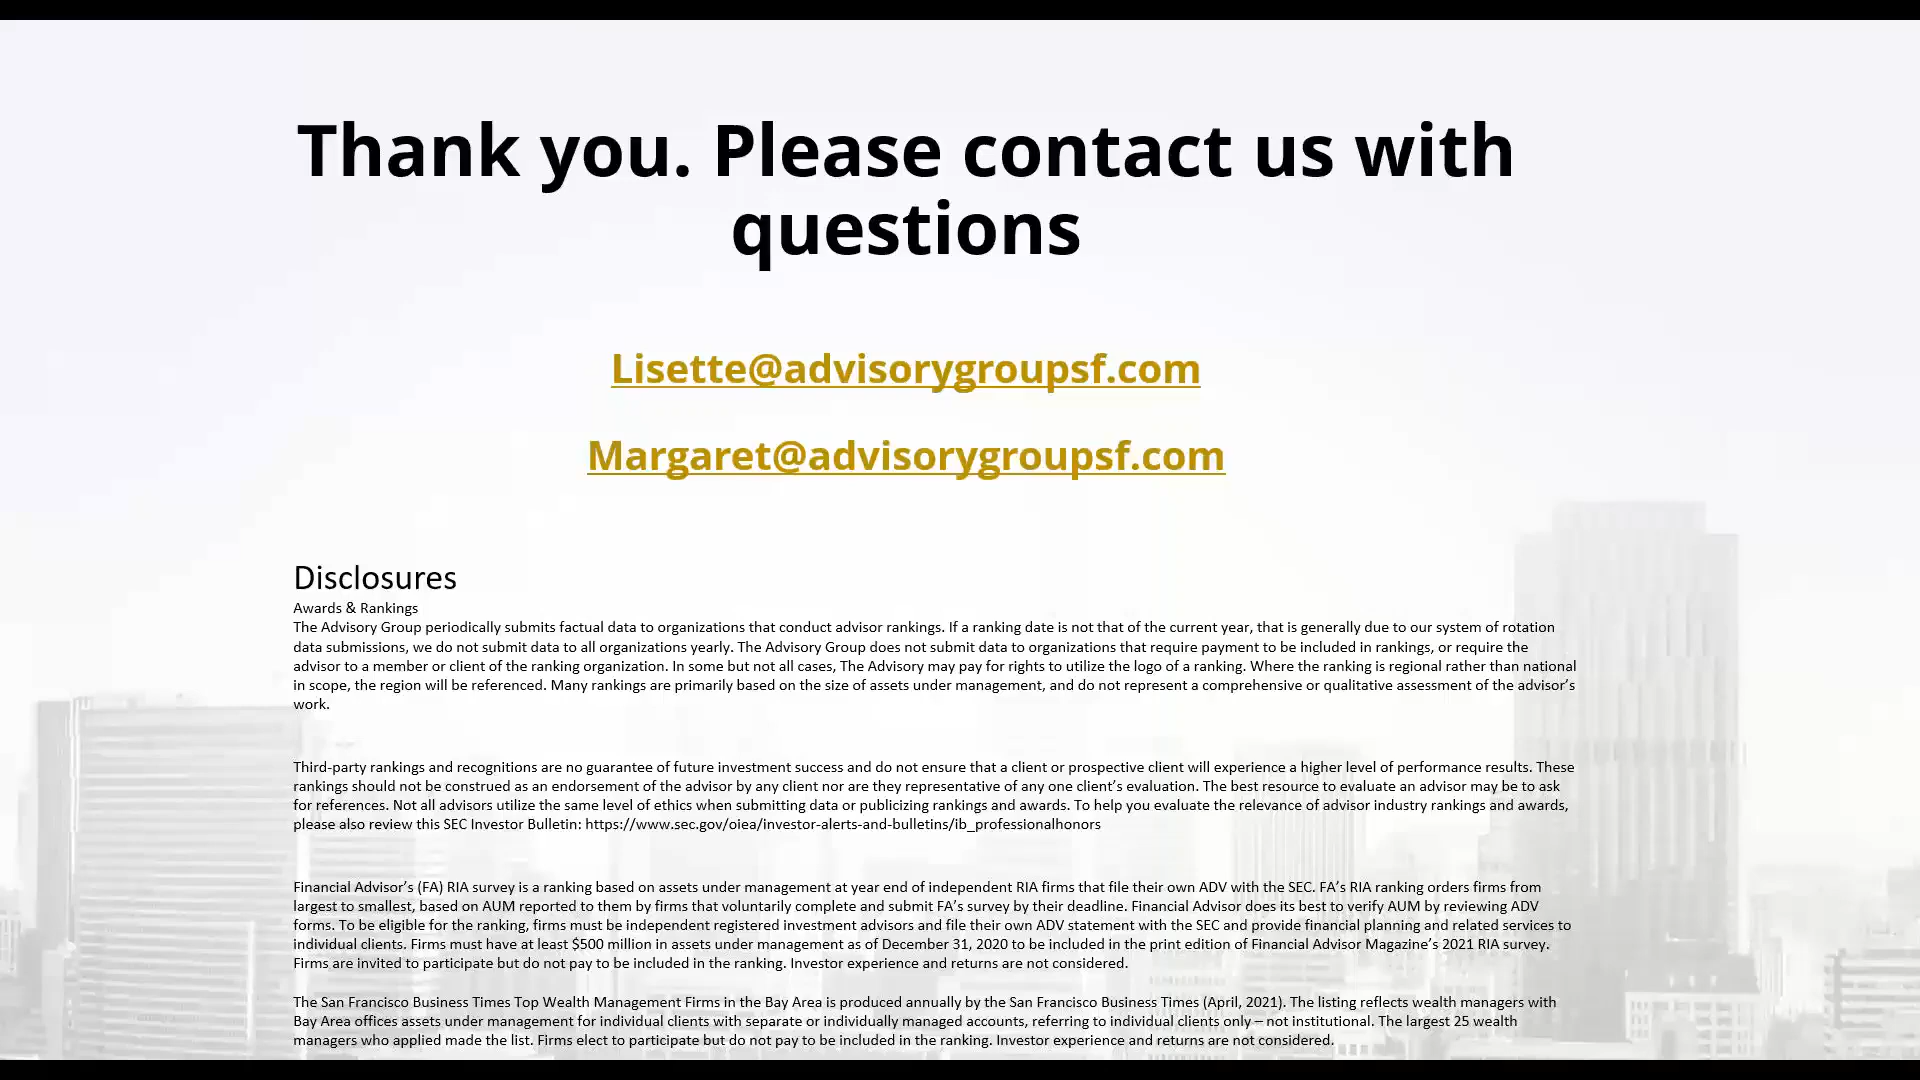 Thank you. Please contact us with
questions
Lisette@advisorygroupsf.com
Margaret@advisorygroupsf.com
Disclosures
Awards & Rankings
The Advisory Group periodically submits factual data to organizations that conduct advisor rankings. If a ranking date is not that of the current year, that is generally due to our system of rotation
data submissions, we do not submit data to all organizations yearly. The Advisory Group does not submit data to organizations that require payment to be included in rankings, or require the
advisor to a member or client of the ranking organization. In some but not all cases, The Advisory may pay for rights to utilize the logo of a ranking. Where the ranking is regional rather than national
in scope, the region will be referenced. Many rankings are primarily based on the size of assets under management, and do not represent a comprehensive or qualitative assessment of the advisor’s
work.
Third-party rankings and recognitions are no guarantee of future investment success and do not ensure that a client or prospective client will experience a higher level of performance results. These
rankings should not be construed as an endorsement of the advisor by any client nor are they representative of any one client’s evaluation. The best resource to evaluate an advisor may be to ask
for references. Not all advisors utilize the same level of ethics when submitting data or publicizing rankings and awards. To help you evaluate the relevance of advisor industry rankings and awards,
please also review this SEC Investor Bulletin: https://www.sec.gov/oiea/investor-alerts-and-bulletins/ib_professionalhonors
Financial Advisor’s (FA) RIA survey is a ranking based on assets under management at year end of independent RIA firms that file their own ADV with the SEC. FA’s RIA ranking orders firms from
largest to smallest, based on AUM reported to them by firms that voluntarily complete and submit FA’s survey by their deadline. Financial Advisor does its best to verify AUM by reviewing ADV
forms. To be eligible for the ranking, firms must be independent registered investment advisors and file their own ADV statement with the SEC and provide financial planning and related services to
individual clients. Firms must have at least $500 million in assets under management as of December 31, 2020 to be included in the print edition of Financial Advisor Magazine’s 2021 RIA survey.
Firms are invited to participate but do not pay to be included in the ranking. Investor experience and returns are not considered.
The San Francisco Business Times Top Wealth Management Firms in the Bay Area is produced annually by the San Francisco Business Times (April, 2021). The listing reflects wealth managers with
Bay Area offices assets under management for individual clients with separate or individually managed accounts, referring to individual clients only – not institutional. The largest 25 wealth
managers who applied made the list. Firms elect to participate but do not pay to be included in the ranking. Investor experience and returns are not considered.